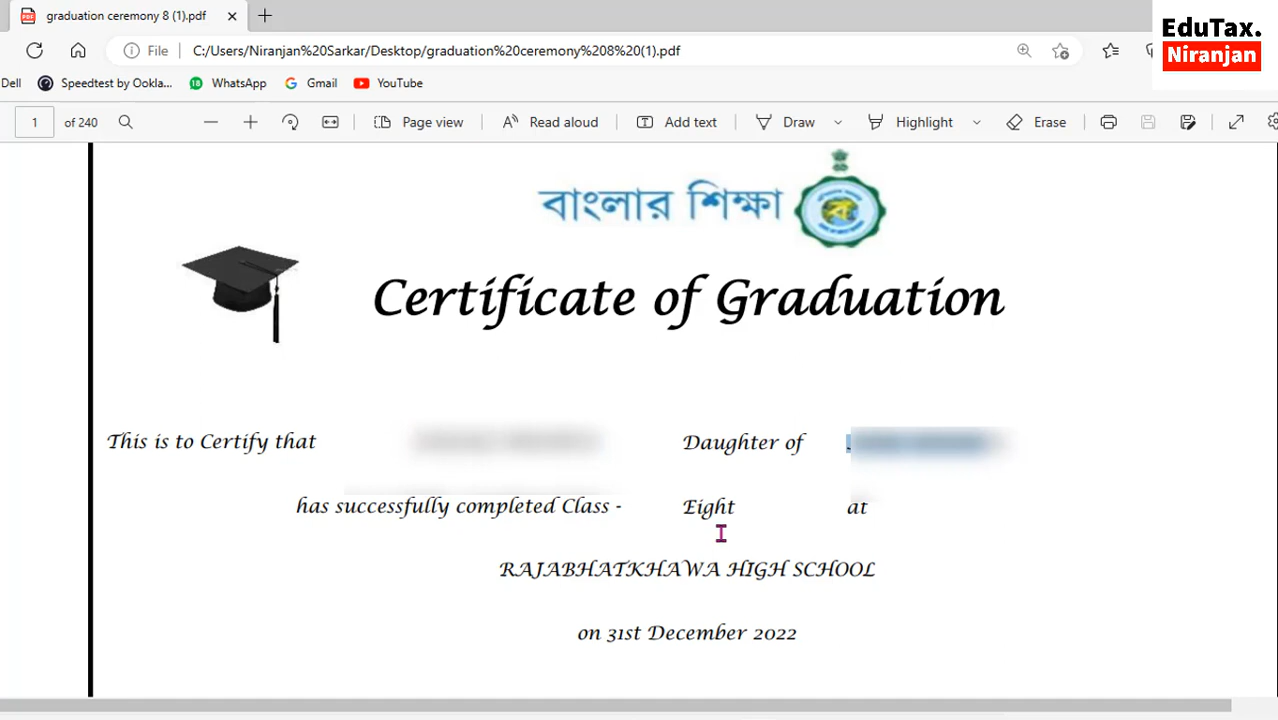 graduation ceremony 8 (1).pdf
EduTax.
Niranjan
File C:/Users/Niranjan%20Sarkar/Desktop/graduation%20ceremony%208%20(1).pdf
Dell Speedtest by Ookla... WhatsApp Gmail YouTube
1 of 240 Page view Read aloud Add text Draw Highlight Erase
বাংলার শিক্ষা
Certificate of Graduation
This is to Certify that Daughter of
has successfully completed Class - Eight at
RAJABHATKHAWA HIGH SCHOOL
on 31st December 2022